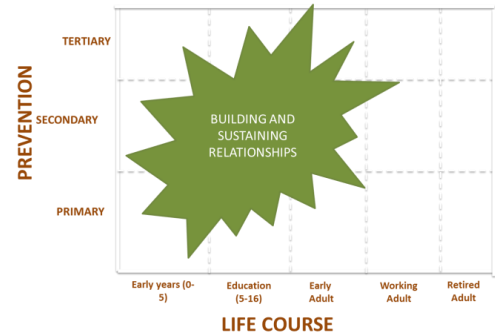 TERTIARY
PREVENTION
SECONDARY
BUILDING AND
SUSTAINING
RELATIONSHIPS
PRIMARY
Early years (0-
5)
Education
(5-16)
Early
Adult
Working
Adult
Retired
Adult
LIFE COURSE